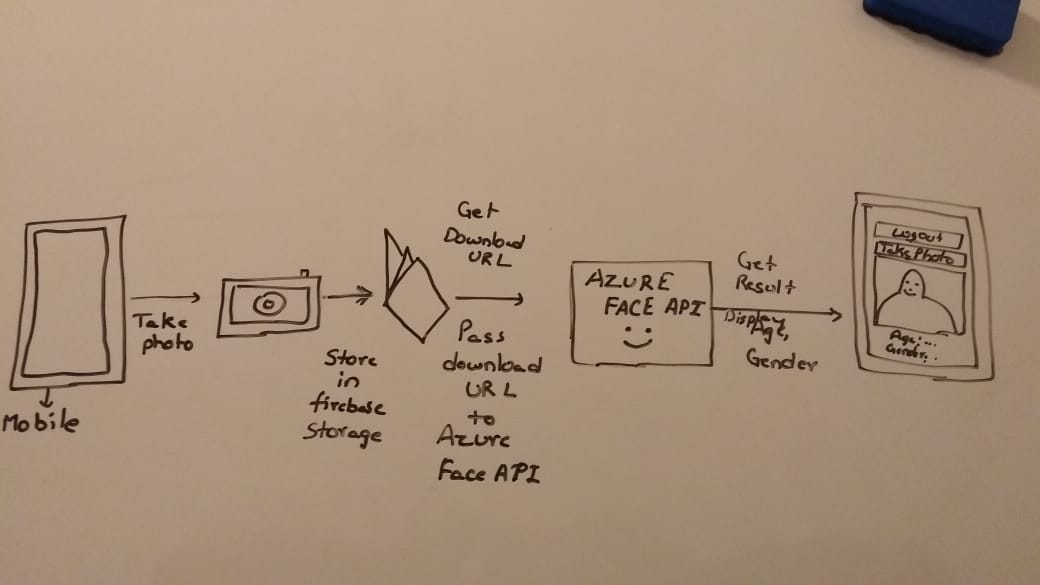 Mobile
Take
photo
Store
in
firebase
Storage
Get
Download
URL
Pass
download
URL
to
Azure
Face API
AZURE
FACE API
Get
Result
Display
Age,
Gender
Logout
Take Photo
Age:...
Gender:..